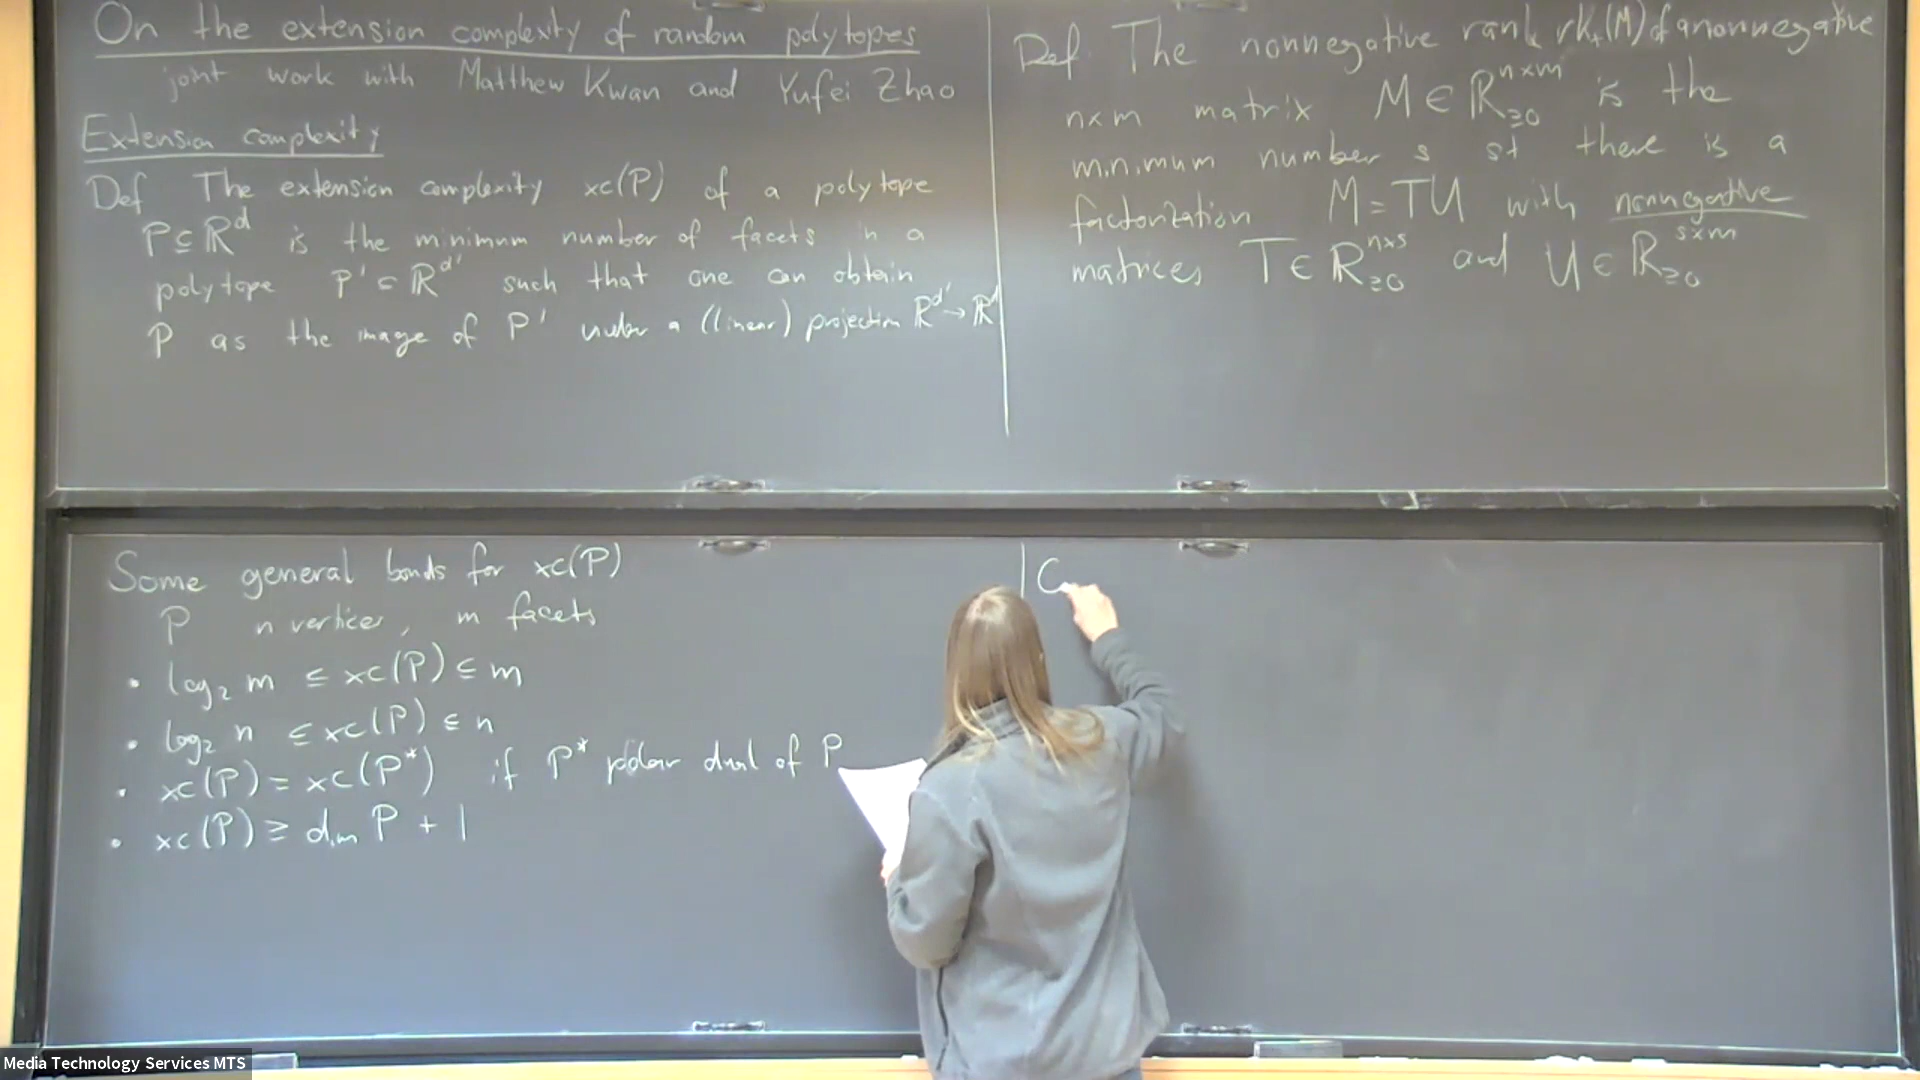 On the extension complexity of random polytopes
joint work with Matthew Kwan and Yufei Zhao
Extension complexity
Def The extension complexity xc(P) of a polytope
P ⊆ ℝ^d is the minimum number of facets in a
polytope P' ⊂ ℝ^d' such that one can obtain
P as the image of P' under a (linear) projection ℝ^d' → ℝ^d
Def. The nonnegative rank rk₊(M) of a nonnegative
n×m matrix M ∈ ℝ_≥0^n×m is the
minimum number s st there is a
factorization M = TU with nonnegative
matrices T ∈ ℝ_≥0^n×s and U ∈ ℝ_≥0^s×m
Some general bonds for xc(P)
P n vertices, m facets
• log₂ m ≤ xc(P) ≤ m
• log₂ n ≤ xc(P) ≤ n
• xc(P) = xc(P*) if P* polar dual of P
• xc(P) ≥ dim P + 1
C
Media Technology Services MTS